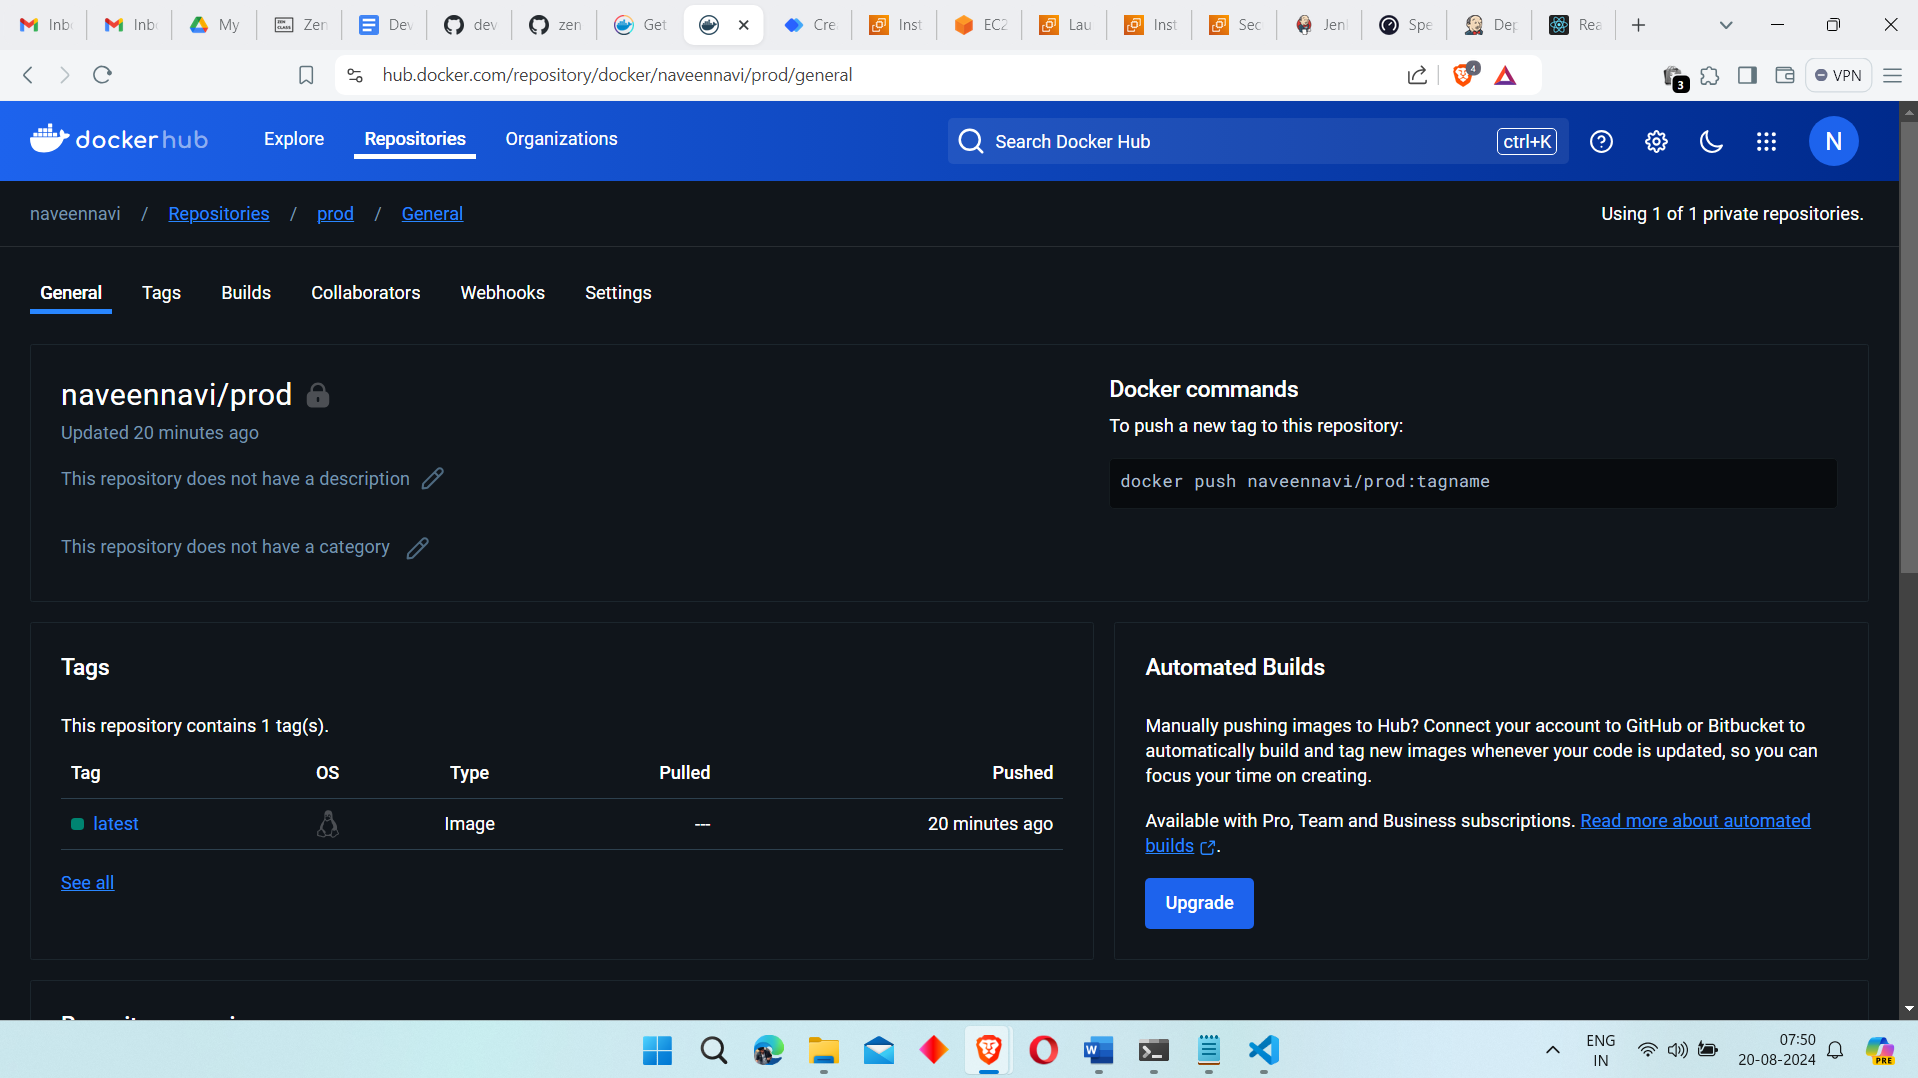 Inb
Inb
My
Zen
Dev
dev
zen
Get
Cre
Inst
EC2
Lau
Inst
Sec
Jen
Spe
Dep
Rea
hub.docker.com/repository/docker/naveennavi/prod/general
4
3
VPN
docker hub
Explore
Repositories
Organizations
Search Docker Hub
ctrl+K
N
naveennavi / Repositories / prod / General
Using 1 of 1 private repositories.
General
Tags
Builds
Collaborators
Webhooks
Settings
naveennavi/prod
Updated 20 minutes ago
This repository does not have a description
This repository does not have a category
Docker commands
To push a new tag to this repository:
docker push naveennavi/prod:tagname
Tags
This repository contains 1 tag(s).
Tag OS Type Pulled Pushed
latest Image --- 20 minutes ago
See all
Automated Builds
Manually pushing images to Hub? Connect your account to GitHub or Bitbucket to
automatically build and tag new images whenever your code is updated, so you can
focus your time on creating.
Available with Pro, Team and Business subscriptions. Read more about automated
builds .
Upgrade
ENG
IN
07:50
20-08-2024
PRE